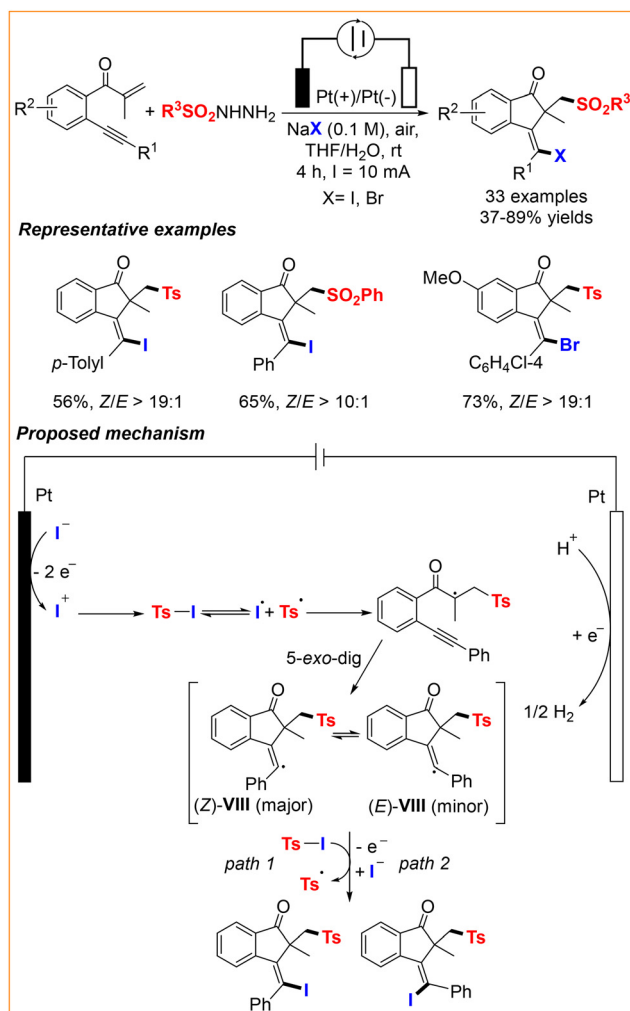 O
R²
R¹
+
R³SO₂NHNH₂
Pt(+)/Pt(-)
NaX (0.1 M), air,
THF/H₂O, rt
4 h, I = 10 mA
X= I, Br
O
SO₂R³
R²
X
R¹
33 examples
37-89% yields
Representative examples
O
Ts
I
p-Tolyl
56%, Z/E > 19:1
O
SO₂Ph
I
Ph
65%, Z/E > 10:1
MeO
O
Ts
Br
C₆H₄Cl-4
73%, Z/E > 19:1
Proposed mechanism
Pt
Pt
I⁻
- 2 e⁻
I⁺
Ts–I
I• + Ts•
O
•
Ts
Ph
H⁺
+ e⁻
1/2 H₂
5-exo-dig
O
Ts
•
Ph
(Z)-VIII (major)
O
Ts
•
Ph
(E)-VIII (minor)
path 1
Ts–I
Ts•
- e⁻
+ I⁻
path 2
O
Ts
I
Ph
O
Ts
I
Ph